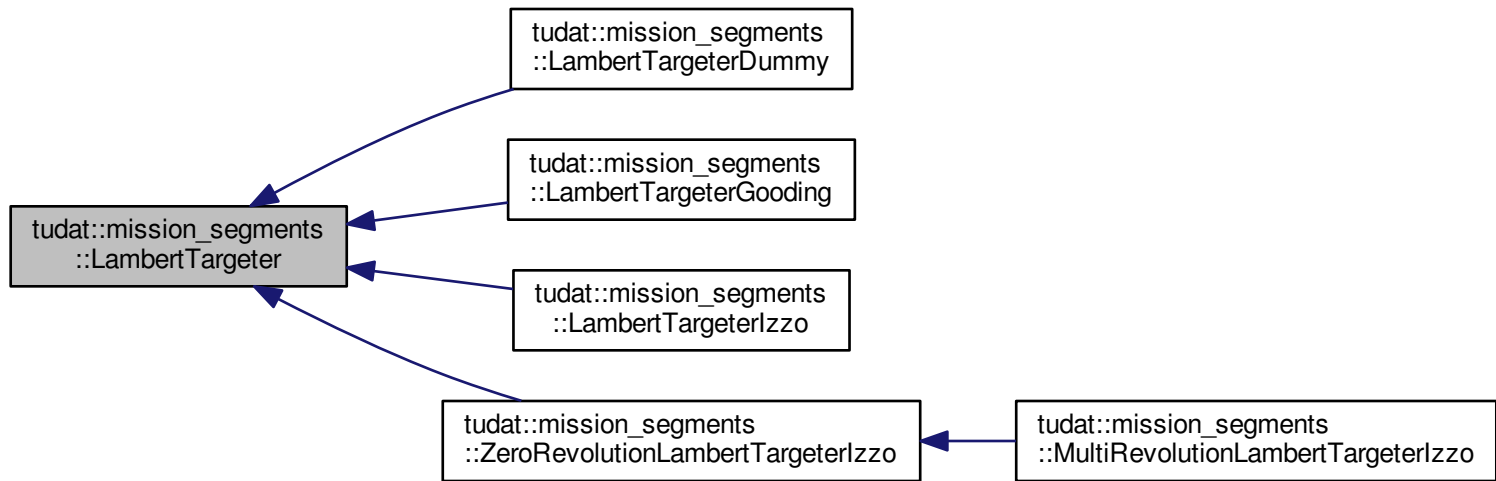 tudat::mission_segments
::LambertTargeterDummy
tudat::mission_segments
::LambertTargeterGooding
tudat::mission_segments
::LambertTargeter
tudat::mission_segments
::LambertTargeterIzzo
tudat::mission_segments
::ZeroRevolutionLambertTargeterIzzo
tudat::mission_segments
::MultiRevolutionLambertTargeterIzzo